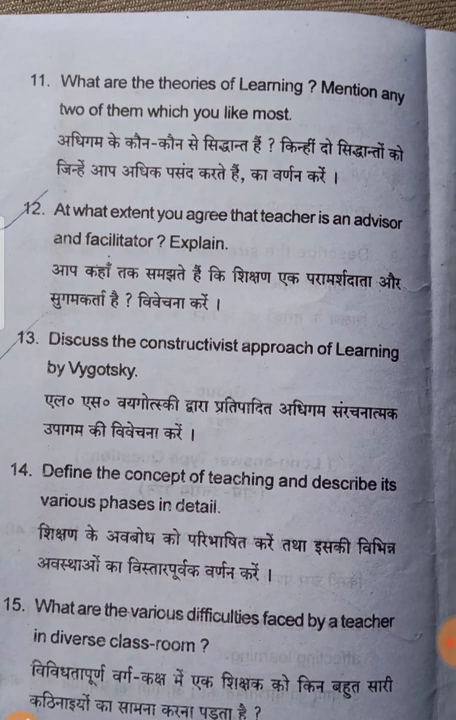 11. What are the theories of Learning ? Mention any
two of them which you like most.
अधिगम के कौन-कौन से सिद्धान्त हैं ? किन्हीं दो सिद्धान्तों को
जिन्हें आप अधिक पसंद करते हैं, का वर्णन करें ।
12. At what extent you agree that teacher is an advisor
and facilitator ? Explain.
आप कहाँ तक समझते हैं कि शिक्षण एक परामर्शदाता और
सुगमकर्ता है ? विवेचना करें ।
13. Discuss the constructivist approach of Learning
by Vygotsky.
एल० एस० वयगोत्स्की द्वारा प्रतिपादित अधिगम संरचनात्मक
उपागम की विवेचना करें ।
14. Define the concept of teaching and describe its
various phases in detail.
शिक्षण के अवबोध को परिभाषित करें तथा इसकी विभिन्न
अवस्थाओं का विस्तारपूर्वक वर्णन करें ।
15. What are the various difficulties faced by a teacher
in diverse class-room ?
विविधतापूर्ण वर्ग-कक्ष में एक शिक्षक को किन बहुत सारी
कठिनाइयों का सामना करना पड़ता है ?